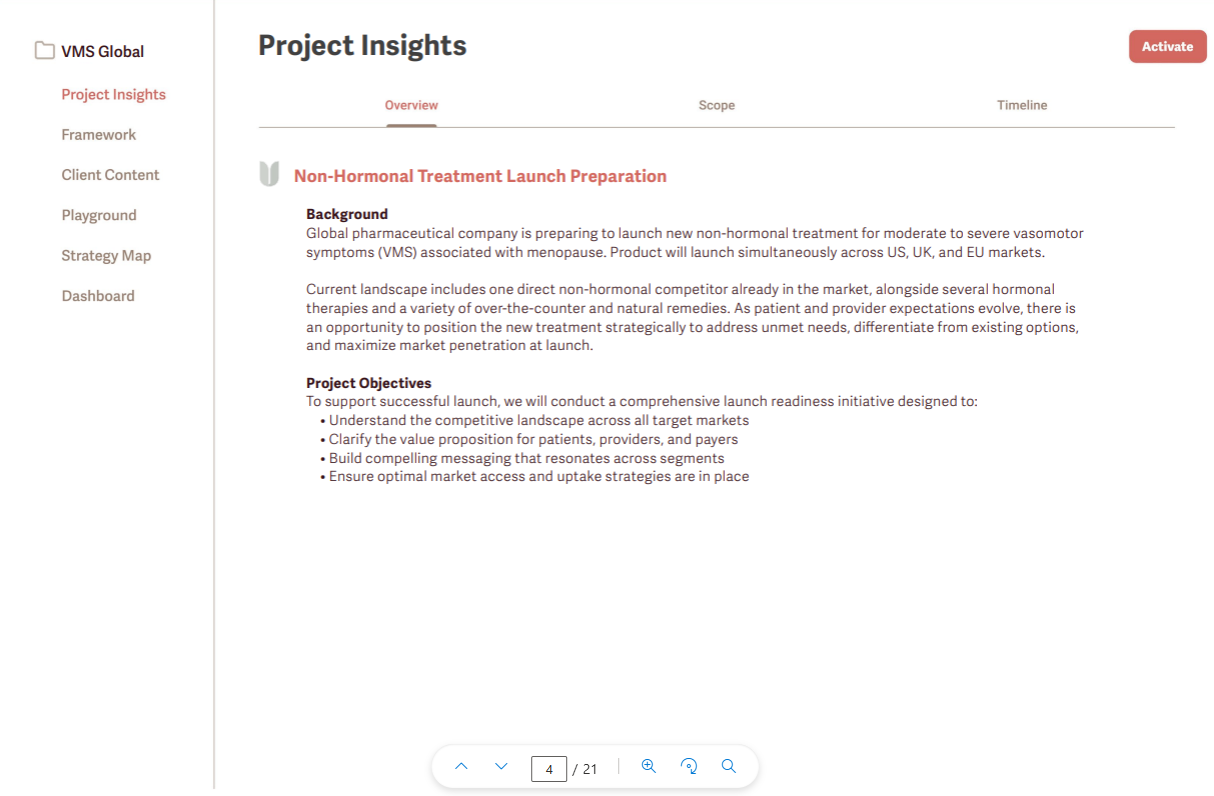 VMS Global
Project Insights
Framework
Client Content
Playground
Strategy Map
Dashboard
Project Insights
Activate
Overview
Scope
Timeline
Non-Hormonal Treatment Launch Preparation
Background
Global pharmaceutical company is preparing to launch new non-hormonal treatment for moderate to severe vasomotor
symptoms (VMS) associated with menopause. Product will launch simultaneously across US, UK, and EU markets.
Current landscape includes one direct non-hormonal competitor already in the market, alongside several hormonal
therapies and a variety of over-the-counter and natural remedies. As patient and provider expectations evolve, there is
an opportunity to position the new treatment strategically to address unmet needs, differentiate from existing options,
and maximize market penetration at launch.
Project Objectives
To support successful launch, we will conduct a comprehensive launch readiness initiative designed to:
• Understand the competitive landscape across all target markets
• Clarify the value proposition for patients, providers, and payers
• Build compelling messaging that resonates across segments
• Ensure optimal market access and uptake strategies are in place
4 / 21